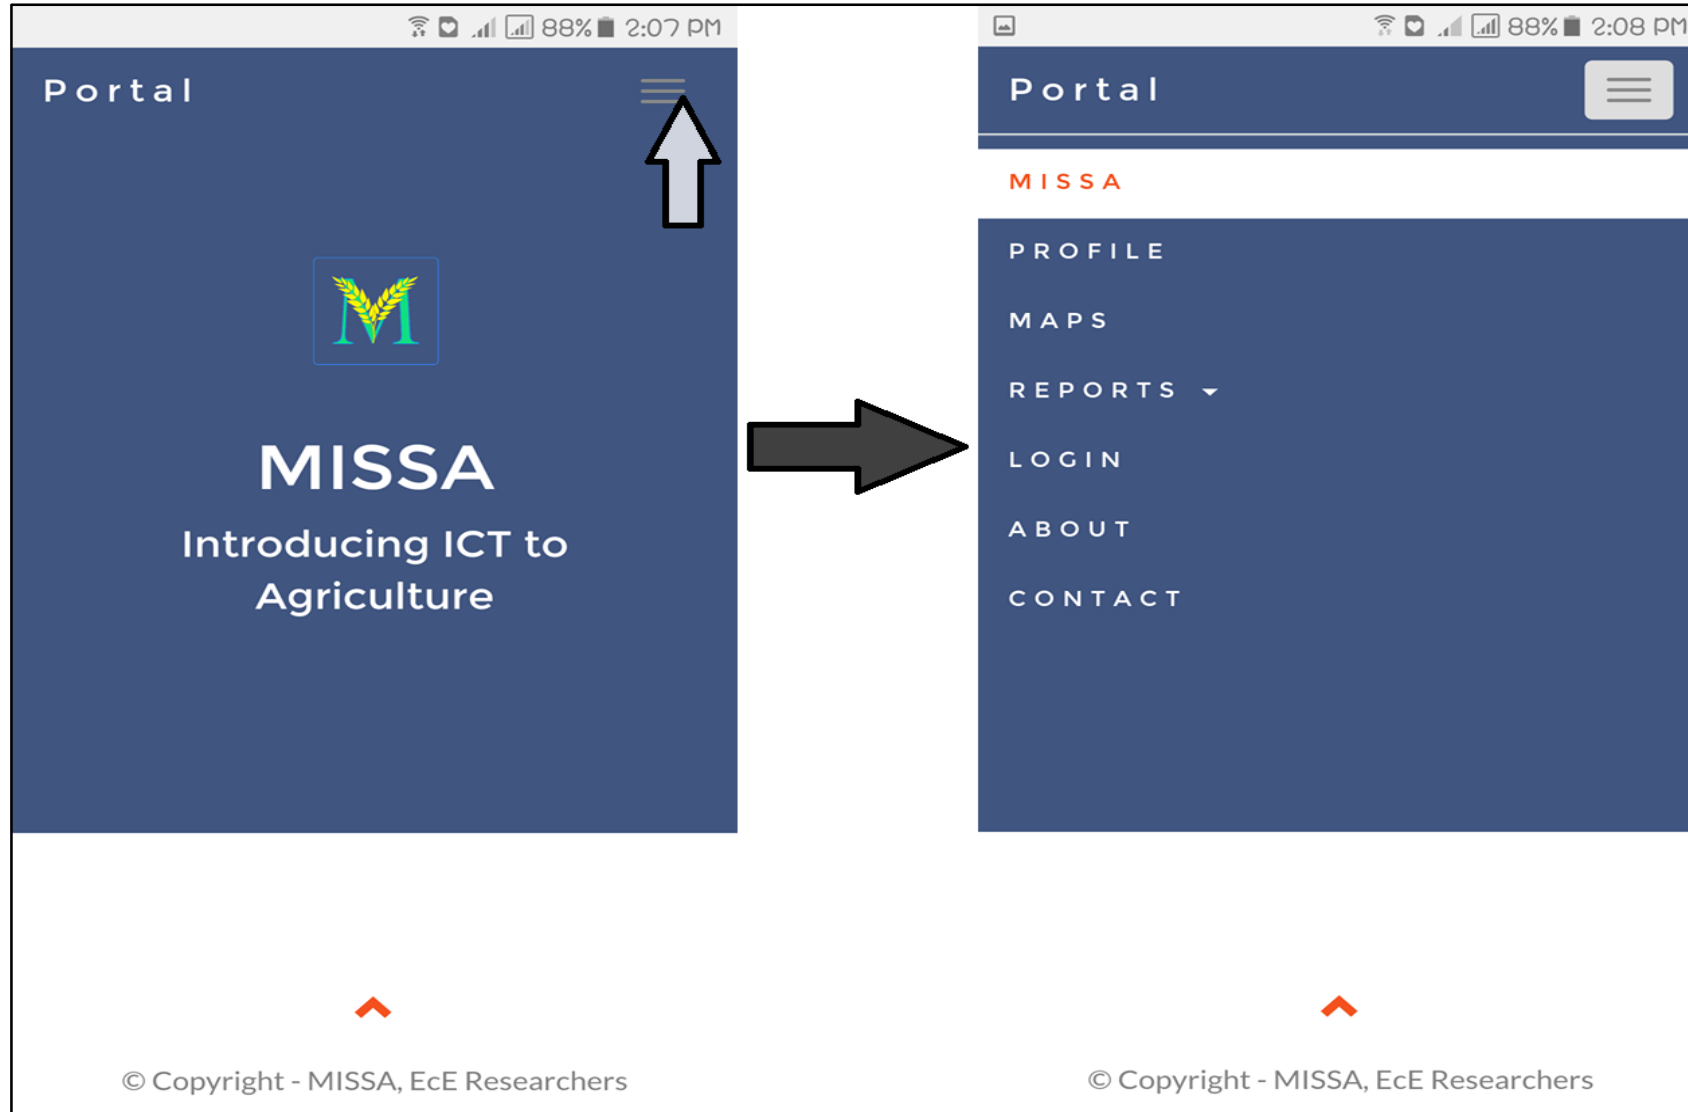 88% 2:07 PM
Portal
M
MISSA
Introducing ICT to
Agriculture
© Copyright - MISSA, EcE Researchers
88% 2:08 PM
Portal
MISSA
PROFILE
MAPS
REPORTS
LOGIN
ABOUT
CONTACT
© Copyright - MISSA, EcE Researchers